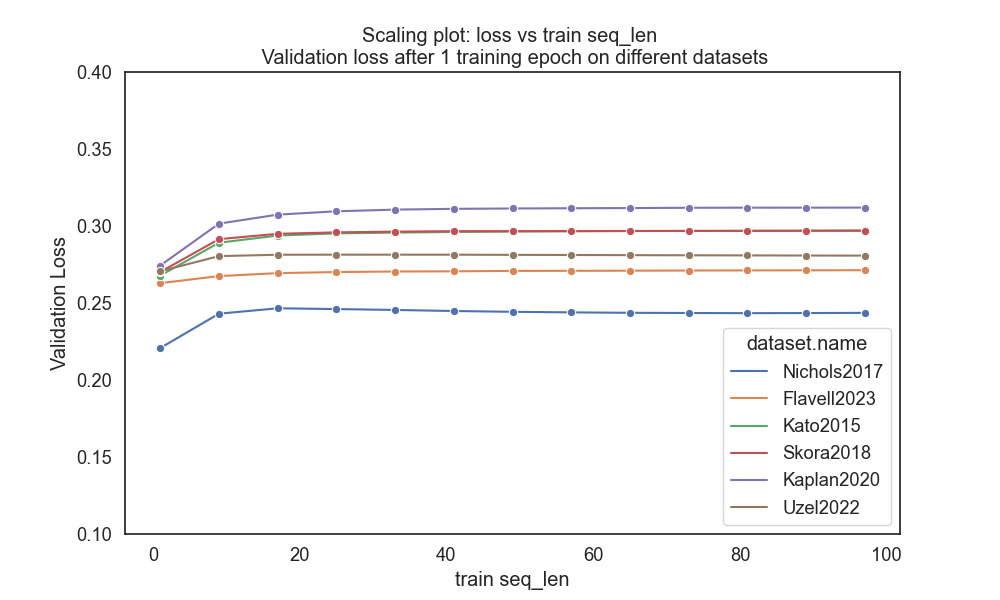 Scaling plot: loss vs train seq_len
Validation loss after 1 training epoch on different datasets
Validation Loss
0.40
0.35
0.30
0.25
0.20
0.15
0.10
0
20
40
60
80
100
train seq_len
dataset.name
Nichols2017
Flavell2023
Kato2015
Skora2018
Kaplan2020
Uzel2022